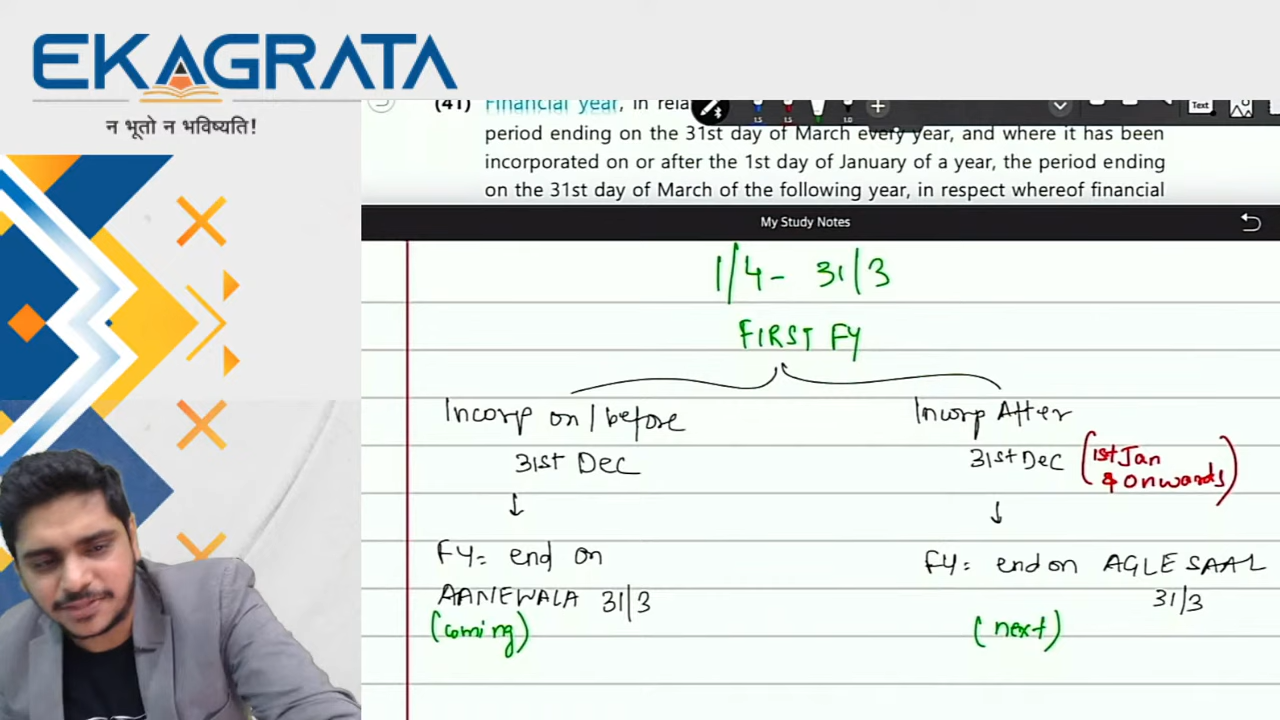 EKAGRATA
न भूतो न भविष्यति!
(41) Financial year, in rela
Text
period ending on the 31st day of March every year, and where it has been
incorporated on or after the 1st day of January of a year, the period ending
on the 31st day of March of the following year, in respect whereof financial
My Study Notes
1/4 - 31/3
FIRST FY
Incorp on / before
31st Dec
↓
FY= end on
AANEWALA 31/3
(coming)
Incorp After
31st Dec (1st Jan
& onwards)
↓
FY= end on AGLE SAAL
31/3
(next)